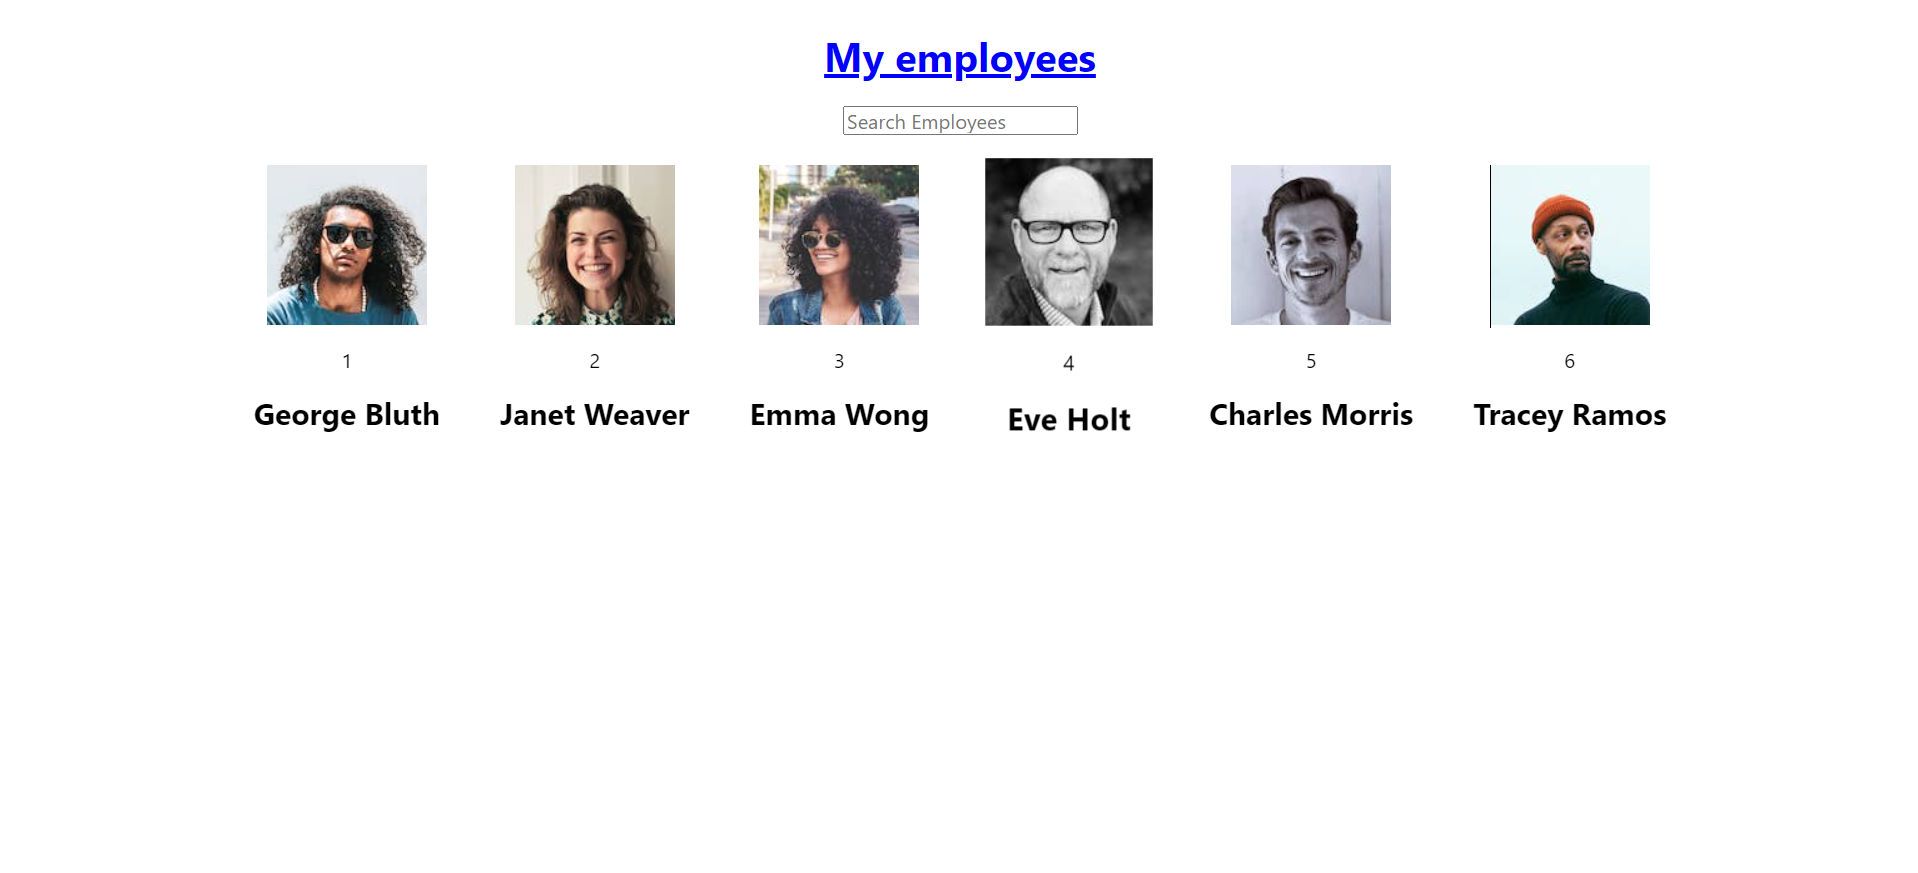 My employees
Search Employees
1 2 3 4 5 6
George Bluth Janet Weaver Emma Wong Eve Holt Charles Morris Tracey Ramos